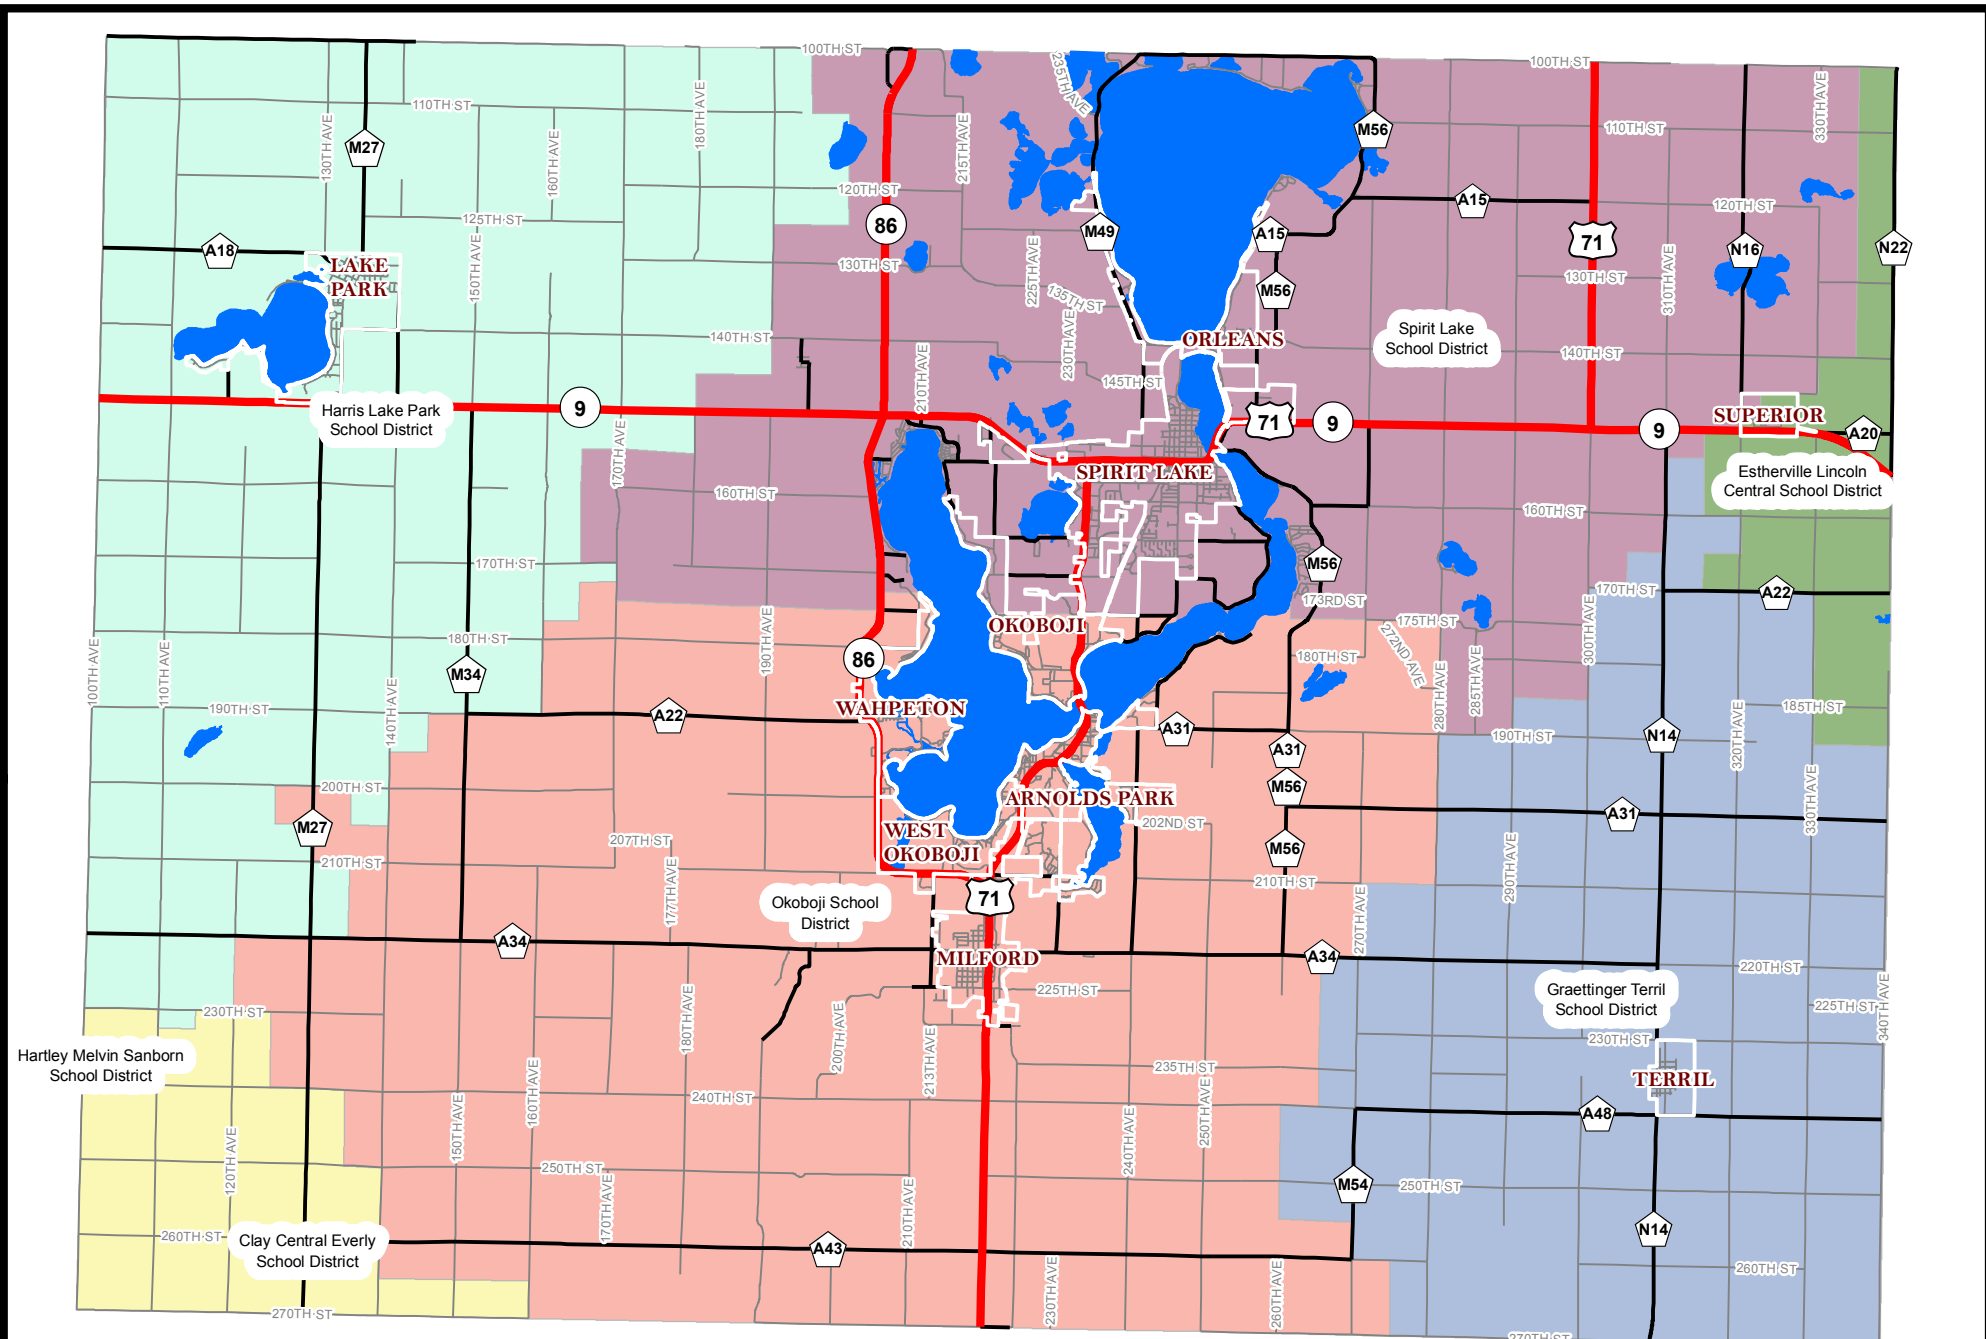 100TH ST
235TH AVE
100TH ST
110TH ST
180TH AVE
330TH AVE
130TH AVE
M27
160TH AVE
215TH AVE
M56
110TH ST
120TH ST
A15
120TH ST
125TH ST
86
M49
A15
71
N16
N22
A18
LAKE
PARK
150TH AVE
130TH ST
225TH AVE
135TH ST
M56
130TH ST
310TH AVE
140TH ST
230TH AVE
ORLEANS
Spirit Lake
School District
140TH ST
210TH AVE
145TH ST
Harris Lake Park
School District
9
71
9
9
SUPERIOR
A20
170TH AVE
160TH ST
SPIRIT LAKE
160TH ST
Estherville Lincoln
Central School District
170TH ST
M56
170TH ST
A22
173RD ST
175TH ST
300TH AVE
100TH AVE
110TH AVE
180TH ST
M34
190TH AVE
86
OKOBOJI
180TH ST
272ND AVE
280TH AVE
285TH AVE
190TH ST
140TH AVE
A22
WAHPETON
A31
A31
190TH ST
N14
320TH AVE
185TH ST
200TH ST
M27
ARNOLDS PARK
M56
A31
330TH AVE
207TH ST
WEST
OKOBOJI
202ND ST
M56
210TH ST
177TH AVE
71
210TH ST
270TH AVE
290TH AVE
Okoboji School
District
A34
MILFORD
A34
220TH ST
225TH ST
Graettinger Terril
School District
225TH ST
340TH AVE
230TH ST
180TH AVE
200TH AVE
213TH AVE
230TH ST
Hartley Melvin Sanborn
School District
160TH AVE
235TH ST
TERRIL
150TH AVE
240TH ST
240TH AVE
250TH AVE
A48
120TH AVE
250TH ST
M54
250TH ST
170TH AVE
210TH AVE
N14
260TH ST
Clay Central Everly
School District
A43
230TH AVE
260TH AVE
260TH ST
270TH ST
270TH ST